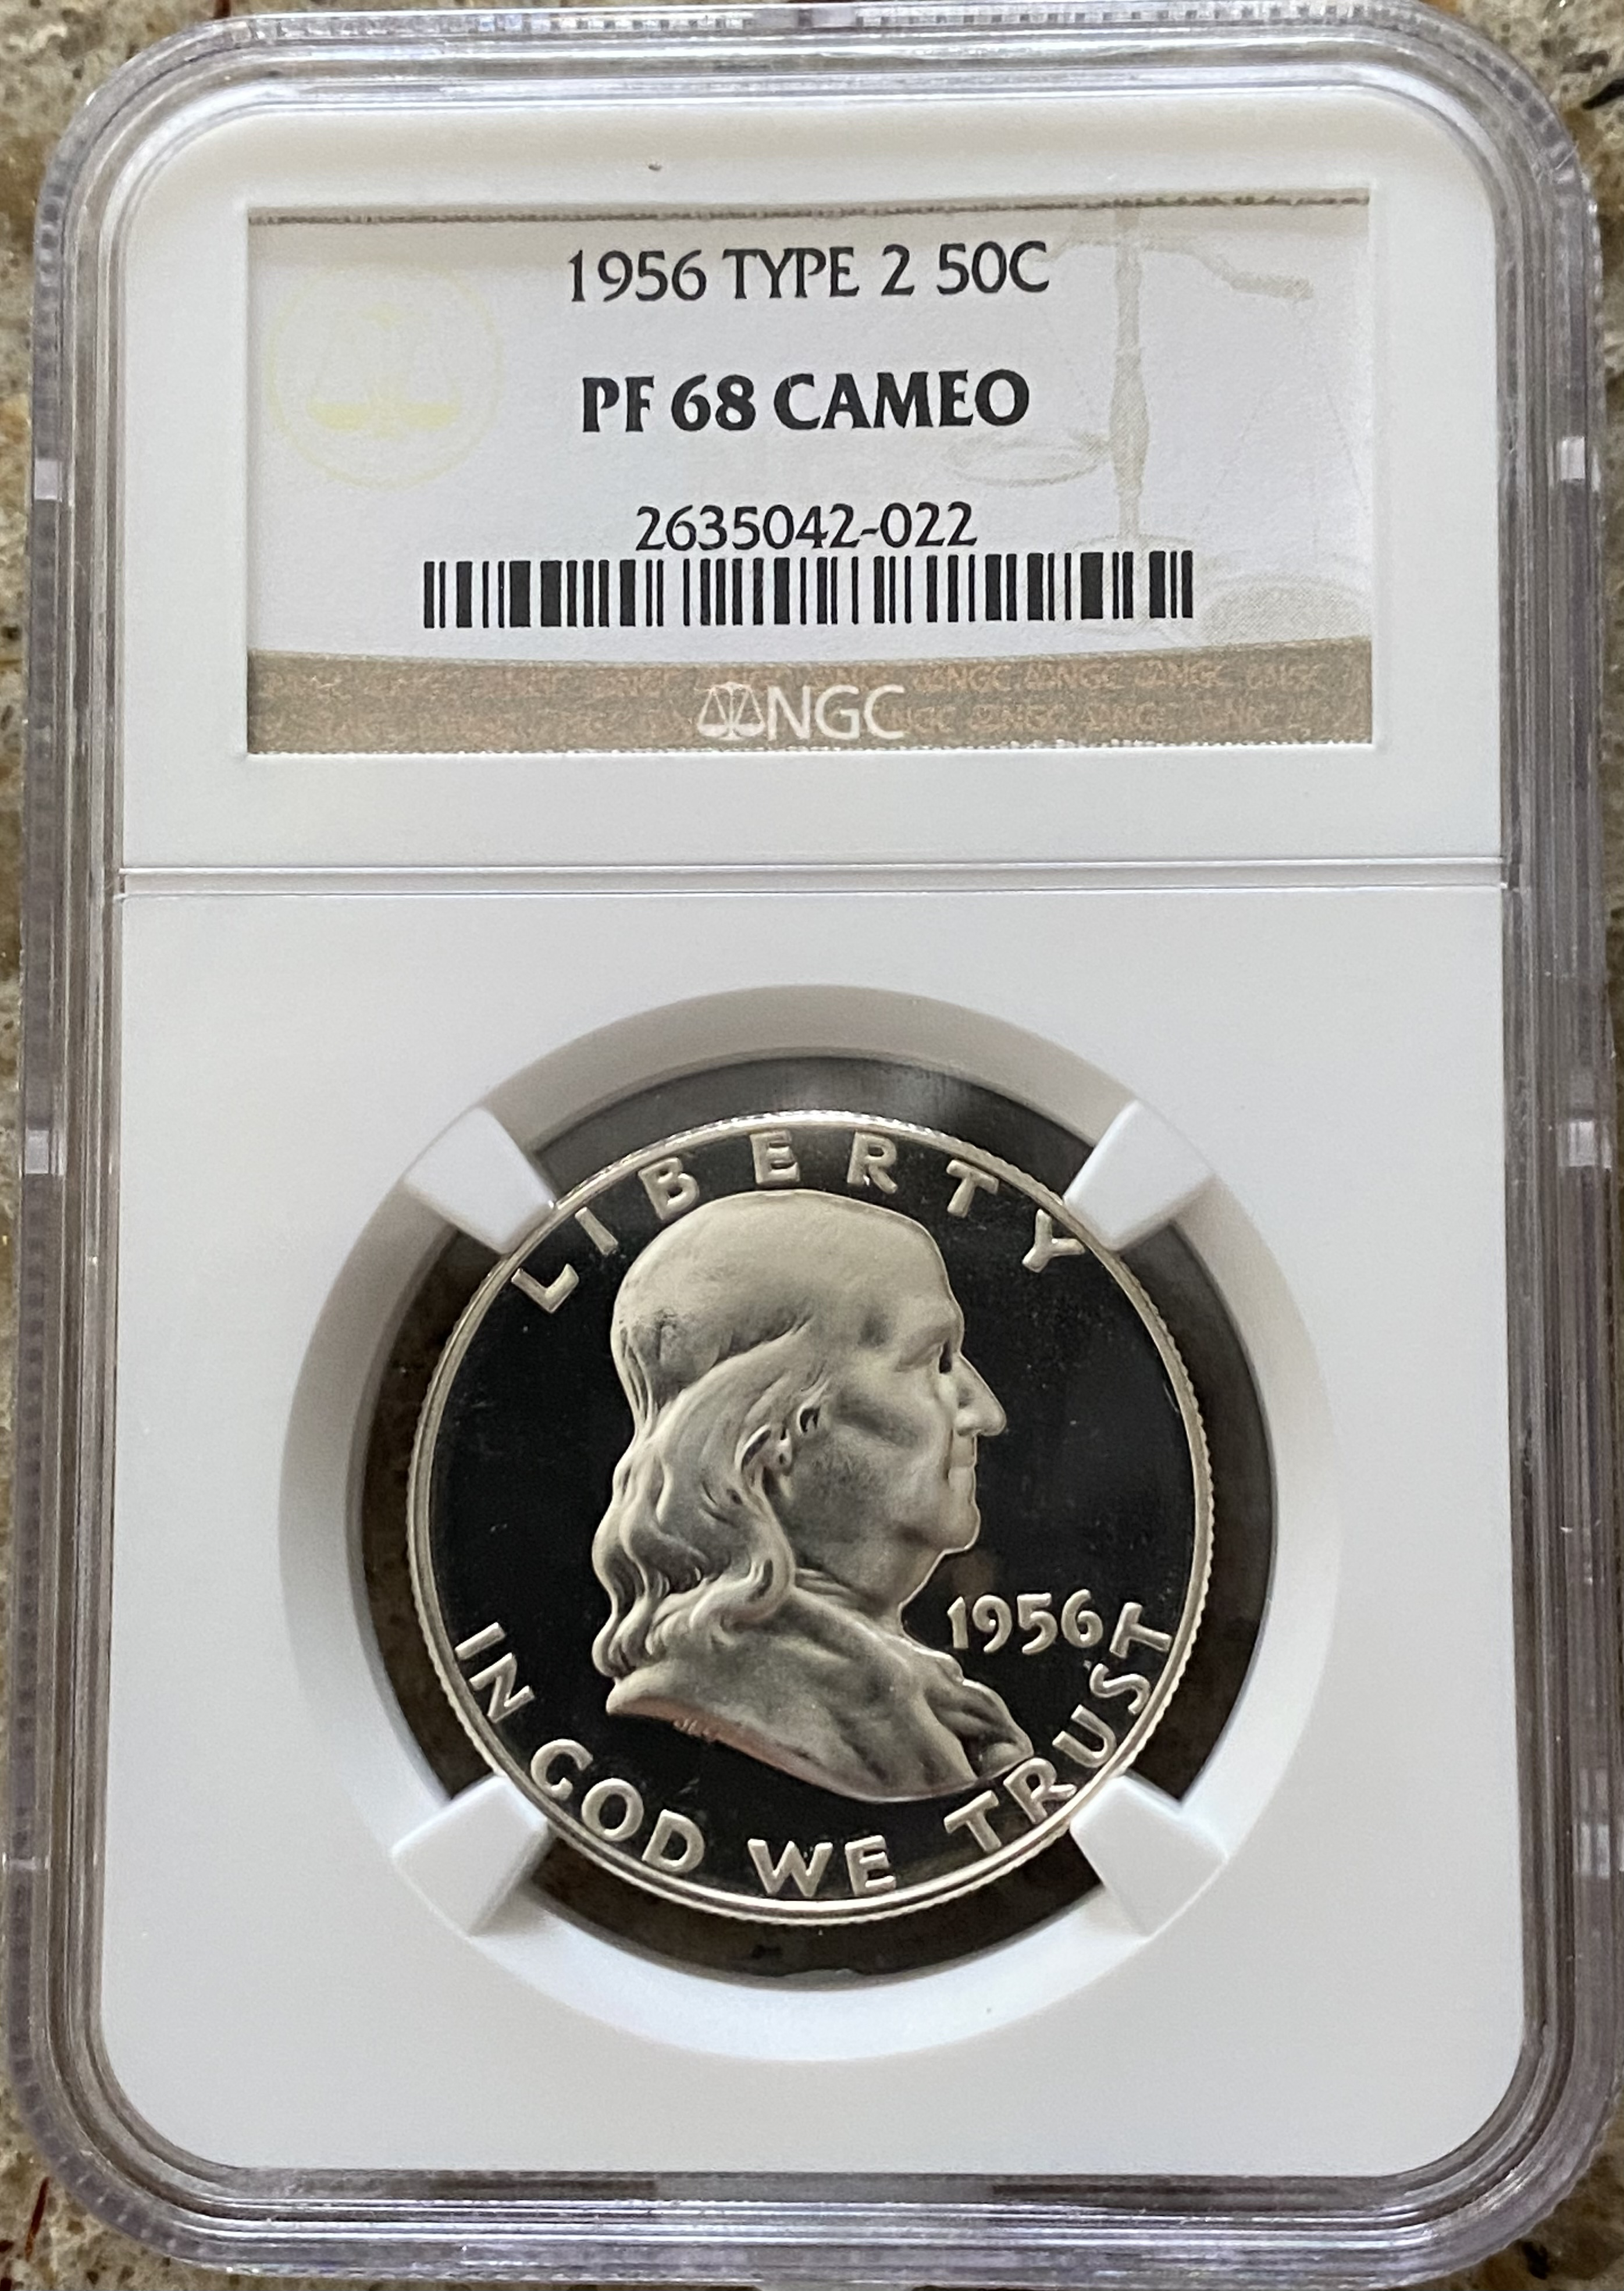 1956 TYPE 2 50C
PF 68 CAMEO
2635042-022
NGC
LIBERTY
1956
IN GOD WE TRUST